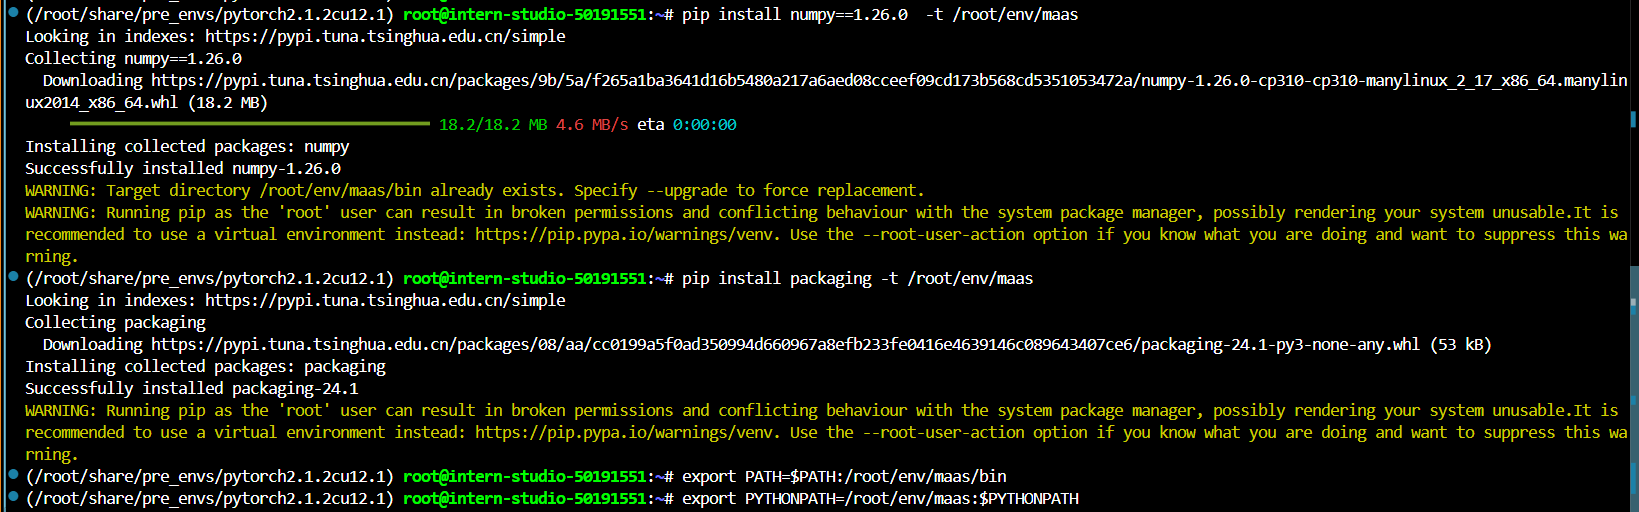 (/root/share/pre_envs/pytorch2.1.2cu12.1) root@intern-studio-50191551:~# pip install numpy==1.26.0  -t /root/env/maas
Looking in indexes: https://pypi.tuna.tsinghua.edu.cn/simple
Collecting numpy==1.26.0
  Downloading https://pypi.tuna.tsinghua.edu.cn/packages/9b/5a/f265a1ba3641d16b5480a217a6aed08cceef09cd173b568cd5351053472a/numpy-1.26.0-cp310-cp310-manylinux_2_17_x86_64.manylin
ux2014_x86_64.whl (18.2 MB)
18.2/18.2 MB 4.6 MB/s eta 0:00:00
Installing collected packages: numpy
Successfully installed numpy-1.26.0
WARNING: Target directory /root/env/maas/bin already exists. Specify --upgrade to force replacement.
WARNING: Running pip as the 'root' user can result in broken permissions and conflicting behaviour with the system package manager, possibly rendering your system unusable.It is
recommended to use a virtual environment instead: https://pip.pypa.io/warnings/venv. Use the --root-user-action option if you know what you are doing and want to suppress this wa
rning.
(/root/share/pre_envs/pytorch2.1.2cu12.1) root@intern-studio-50191551:~# pip install packaging -t /root/env/maas
Looking in indexes: https://pypi.tuna.tsinghua.edu.cn/simple
Collecting packaging
  Downloading https://pypi.tuna.tsinghua.edu.cn/packages/08/aa/cc0199a5f0ad350994d660967a8efb233fe0416e4639146c089643407ce6/packaging-24.1-py3-none-any.whl (53 kB)
Installing collected packages: packaging
Successfully installed packaging-24.1
WARNING: Running pip as the 'root' user can result in broken permissions and conflicting behaviour with the system package manager, possibly rendering your system unusable.It is
recommended to use a virtual environment instead: https://pip.pypa.io/warnings/venv. Use the --root-user-action option if you know what you are doing and want to suppress this wa
rning.
(/root/share/pre_envs/pytorch2.1.2cu12.1) root@intern-studio-50191551:~# export PATH=$PATH:/root/env/maas/bin
(/root/share/pre_envs/pytorch2.1.2cu12.1) root@intern-studio-50191551:~# export PYTHONPATH=/root/env/maas:$PYTHONPATH